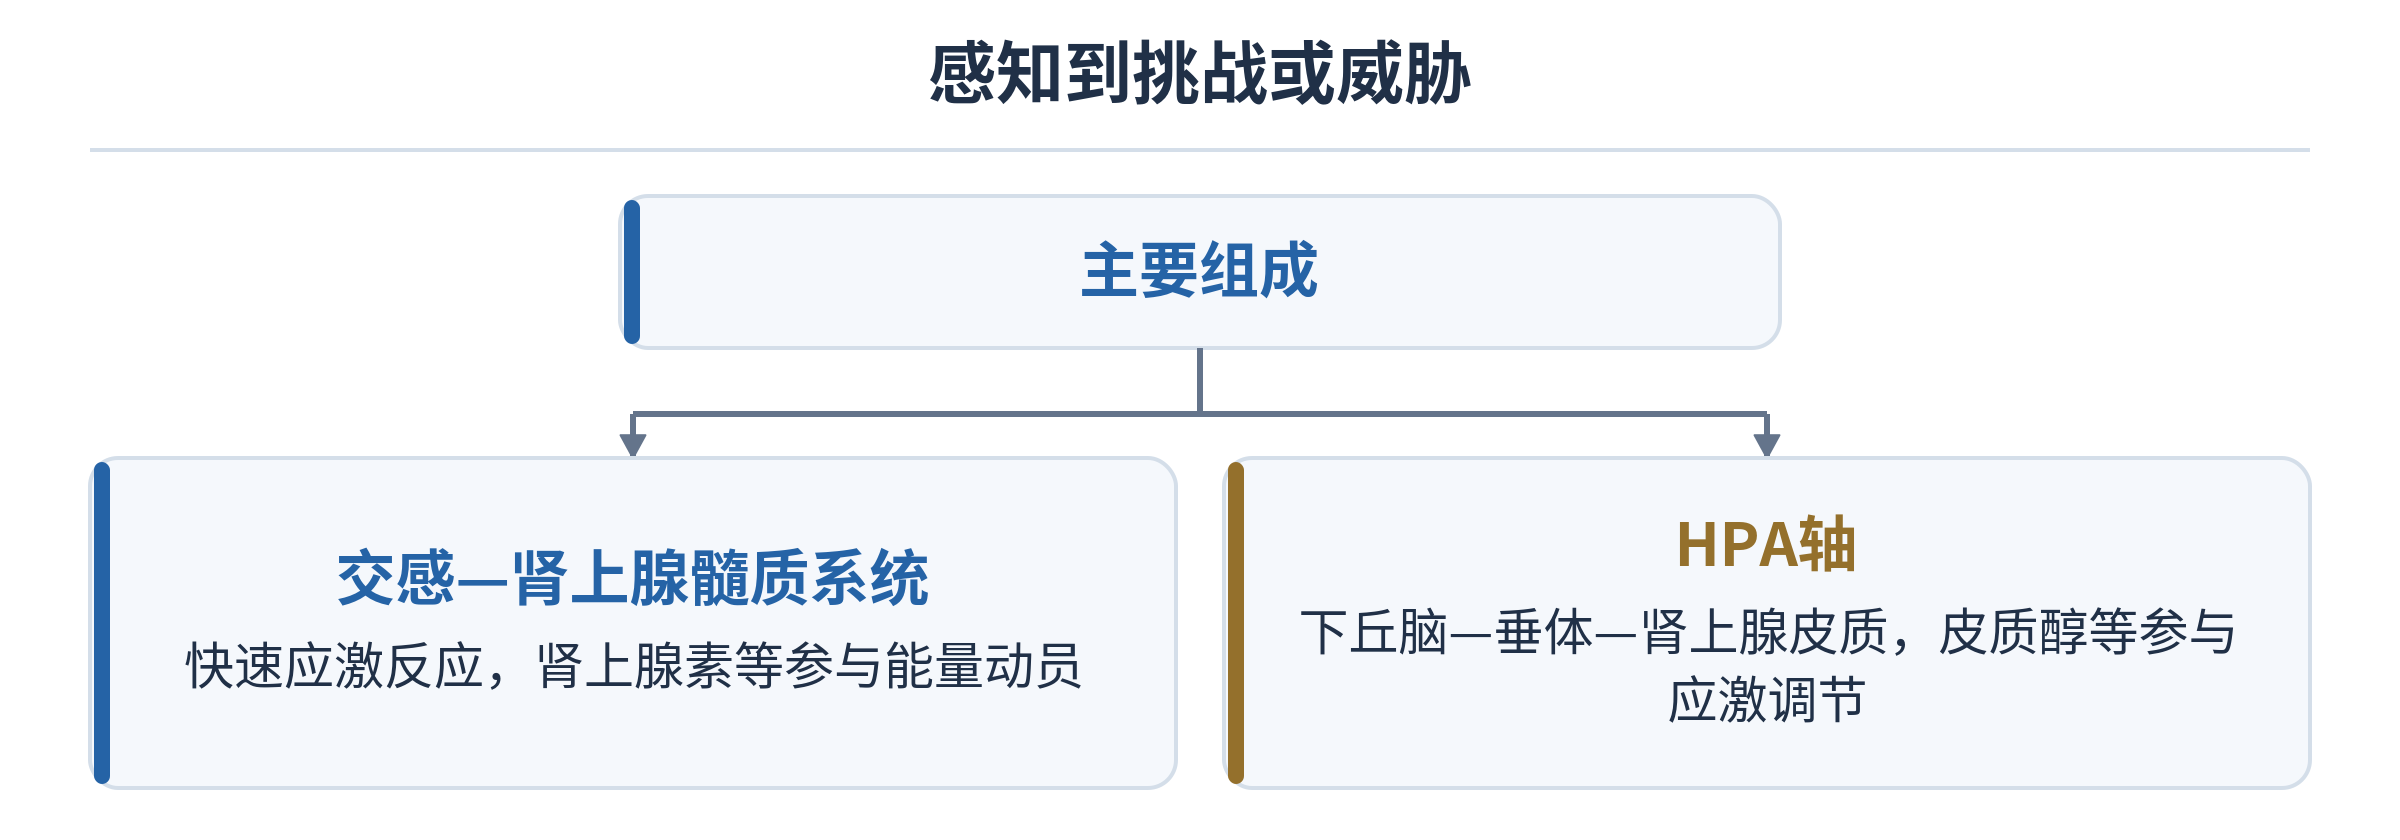 感知到挑战或威胁
主要组成
交感—肾上腺髓质系统
快速应激反应，肾上腺素等参与能量动员
HPA轴
下丘脑—垂体—肾上腺皮质，皮质醇等参与
应激调节